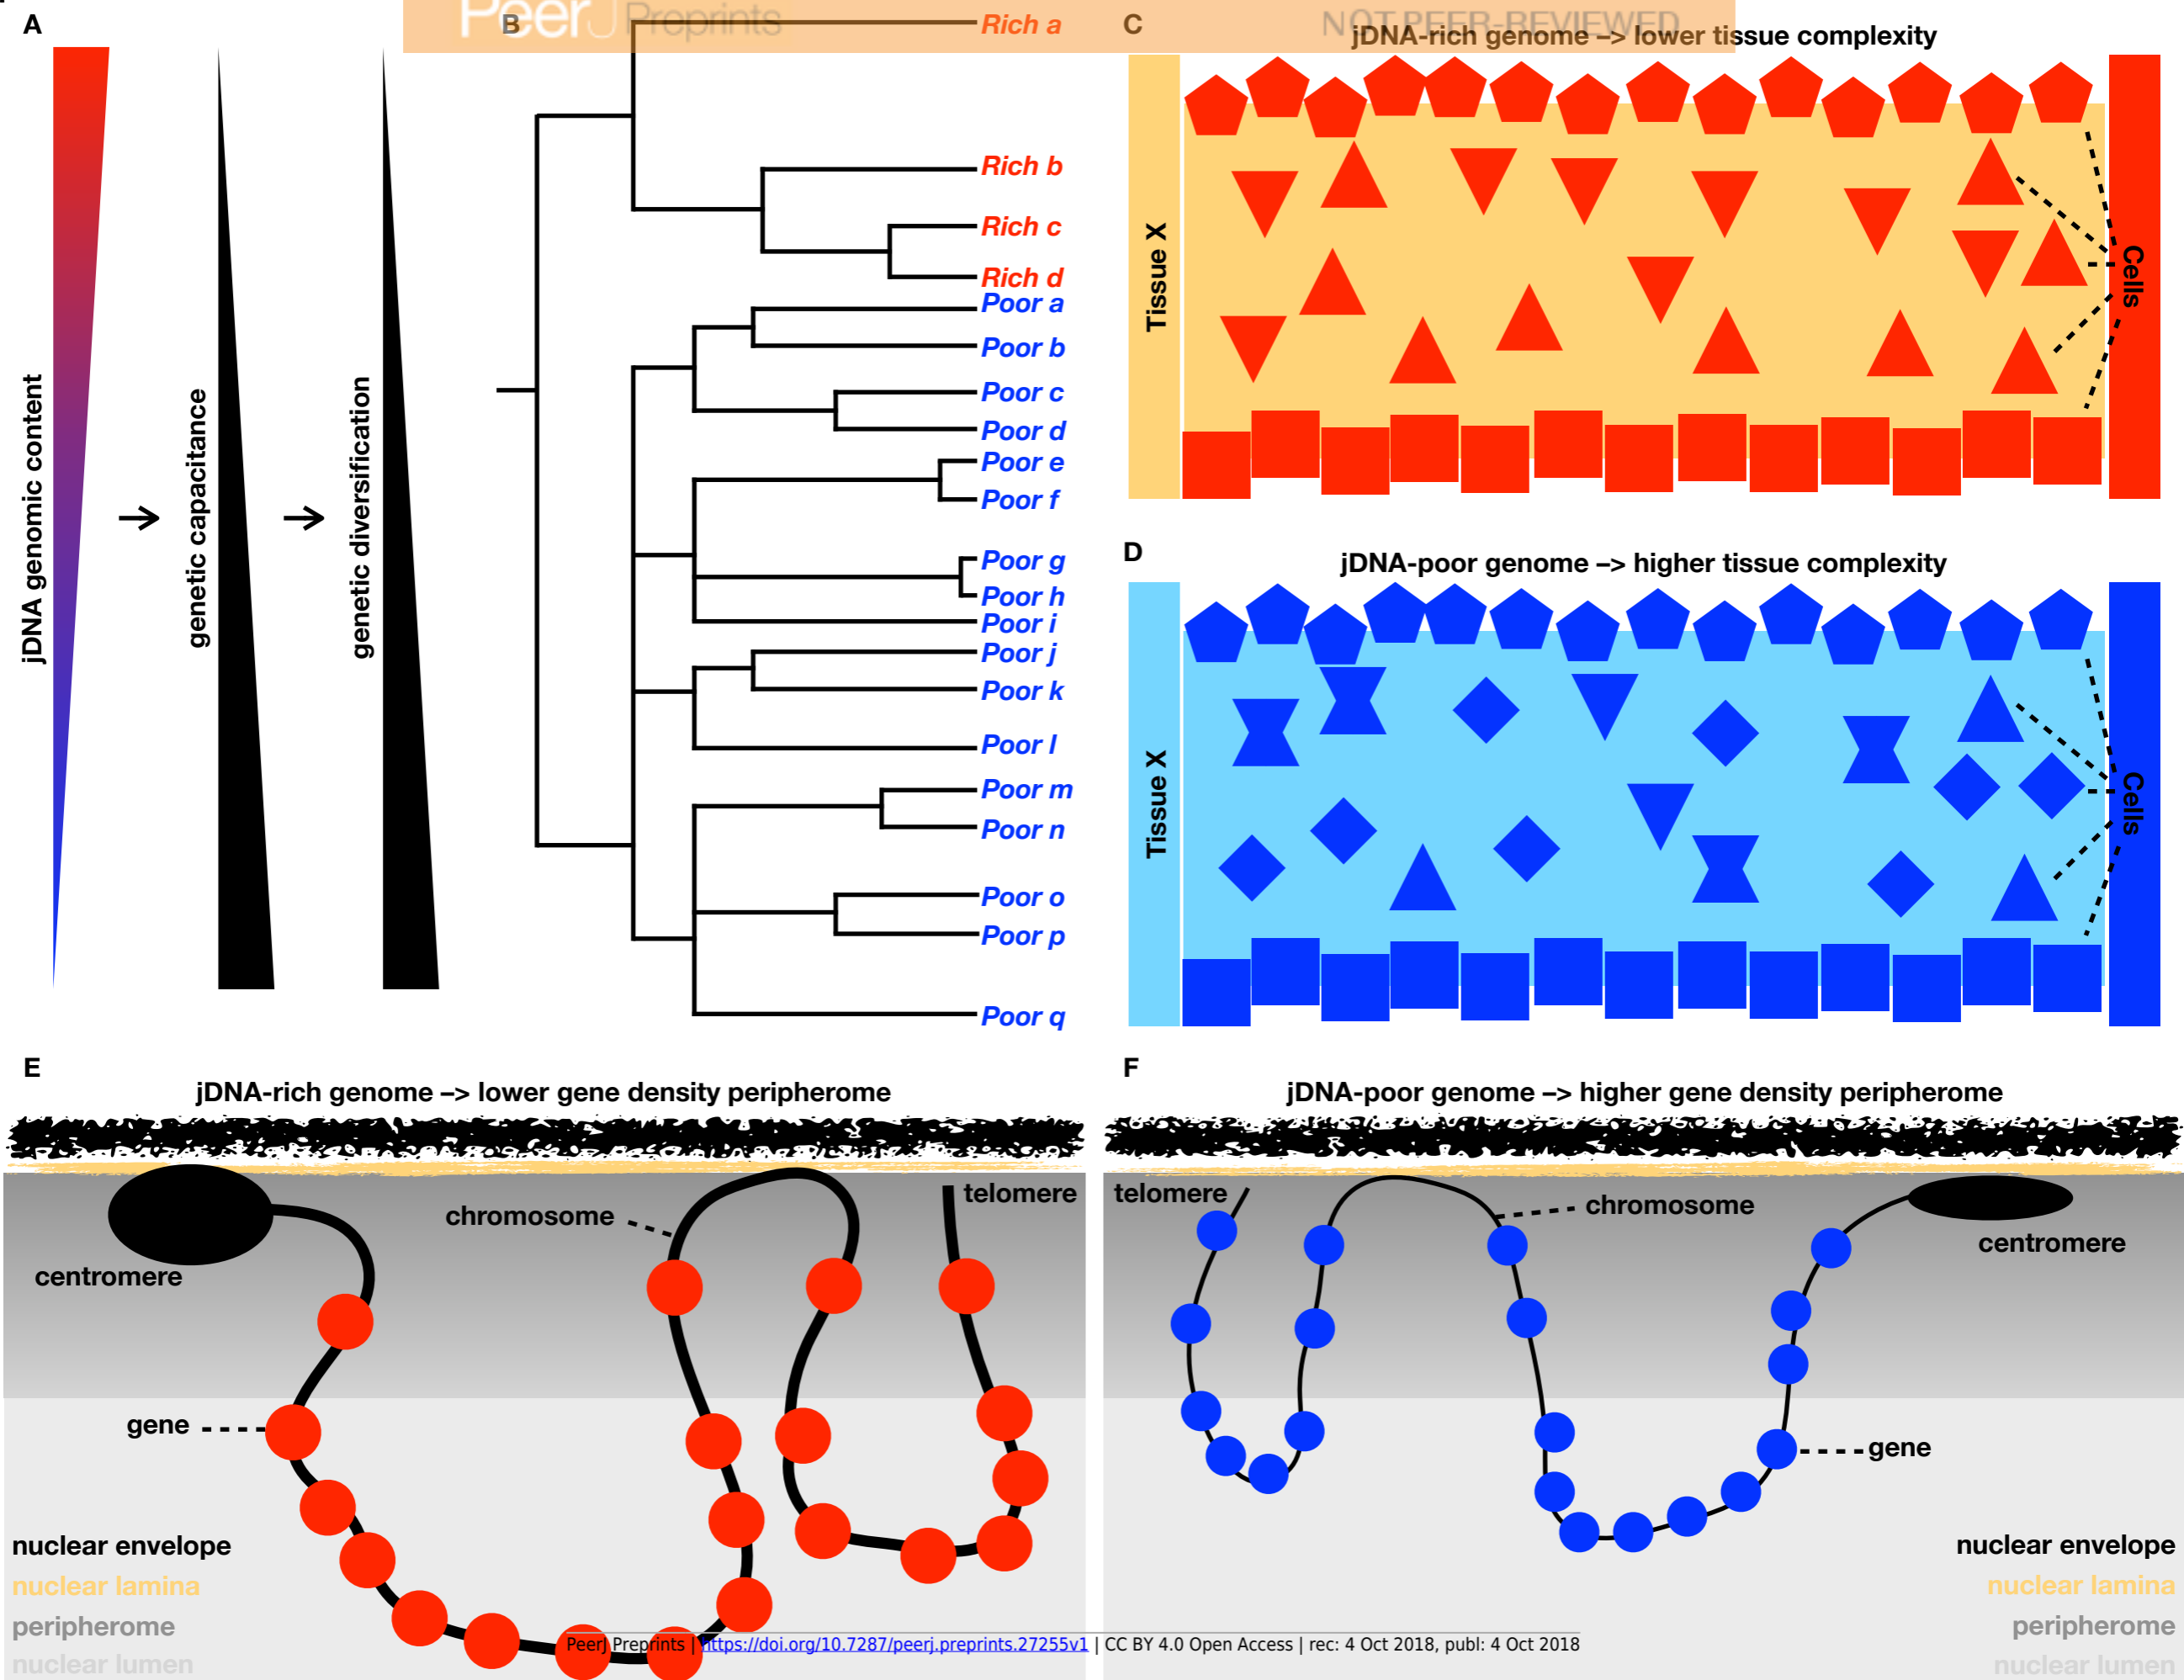 PeerJ Preprints
NOT PEER-REVIEWED
A
jDNA genomic content
genetic capacitance
genetic diversification
B
Rich a
Rich b
Rich c
Rich d
Poor a
Poor b
Poor c
Poor d
Poor e
Poor f
Poor g
Poor h
Poor i
Poor j
Poor k
Poor l
Poor m
Poor n
Poor o
Poor p
Poor q
C
jDNA-rich genome –> lower tissue complexity
Tissue X
Cells
D
jDNA-poor genome –> higher tissue complexity
Tissue X
Cells
E
jDNA-rich genome –> lower gene density peripherome
telomere
chromosome
centromere
gene
nuclear envelope
nuclear lamina
peripherome
nuclear lumen
F
jDNA-poor genome –> higher gene density peripherome
telomere
chromosome
centromere
gene
nuclear envelope
nuclear lamina
peripherome
nuclear lumen
PeerJ Preprints | https://doi.org/10.7287/peerj.preprints.27255v1 | CC BY 4.0 Open Access | rec: 4 Oct 2018, publ: 4 Oct 2018